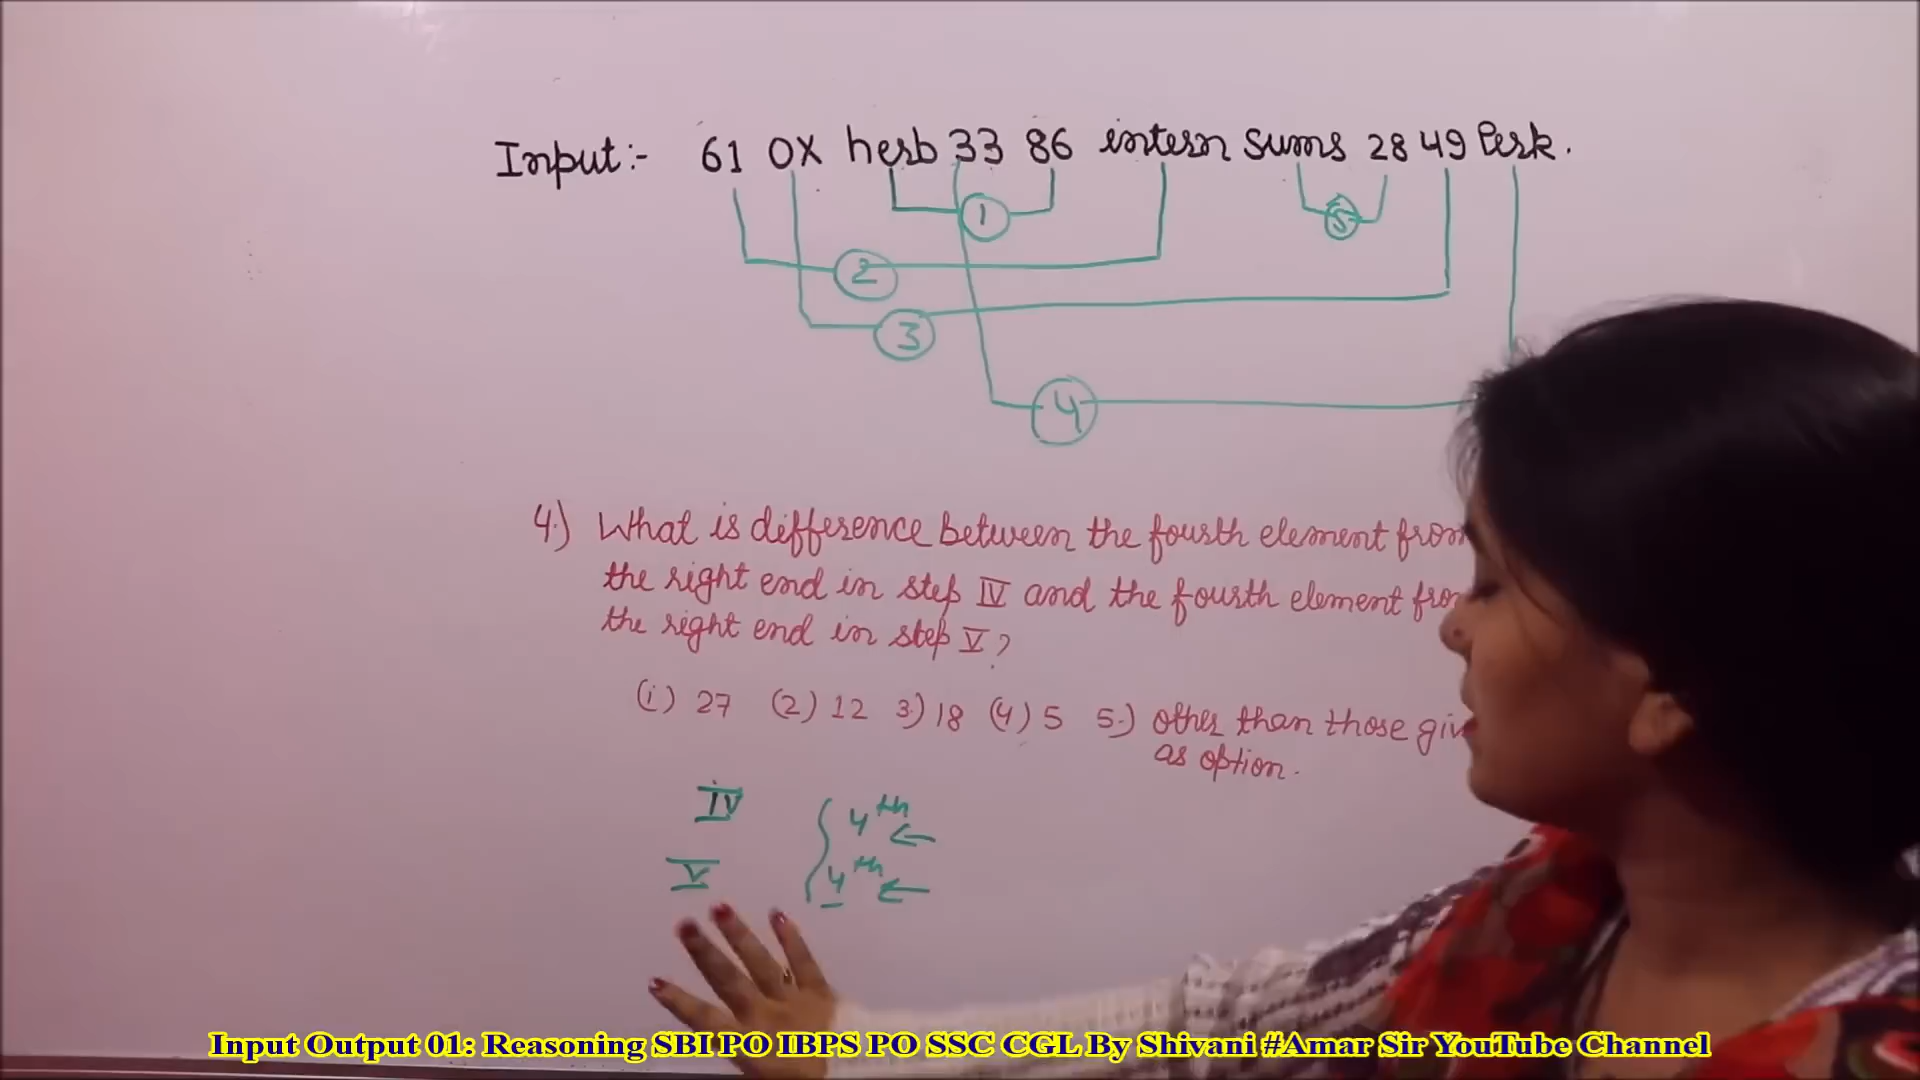 Input:- 61 OX herb 33 86 intern sums 28 49 Perk.
1
5
2
3
4
4.) What is difference between the fourth element from
the right end in step IV and the fourth element
the right end in step V?
(i) 27 (2) 12 3.) 18 (4) 5 5.) other than those
as option.
IV 4th ←
V 4th ←
Input Output 01: Reasoning SBI PO IBPS PO SSC CGL By Shivani #Amar Sir YouTube Channel